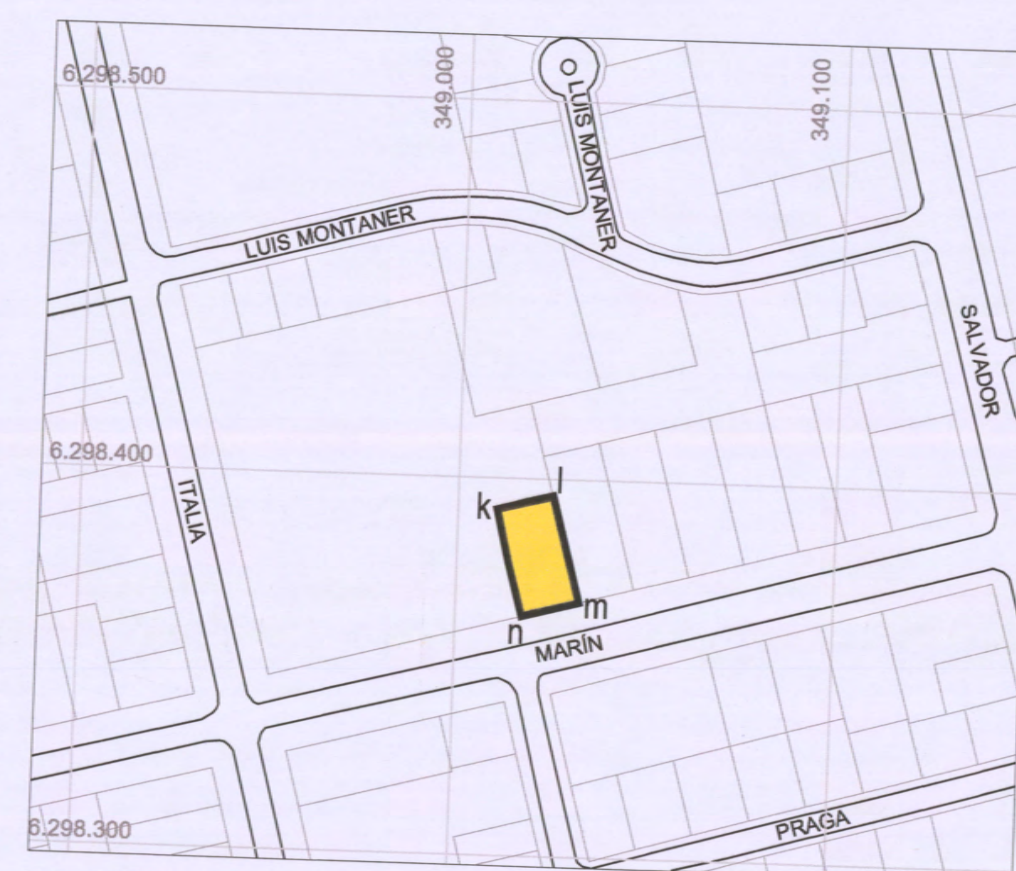 6.298.500
349.000
349.100
LUIS MONTANER
LUIS MONTANER
SALVADOR
6.298.400
ITALIA
k
l
m
n
MARÍN
6.298.300
PRAGA